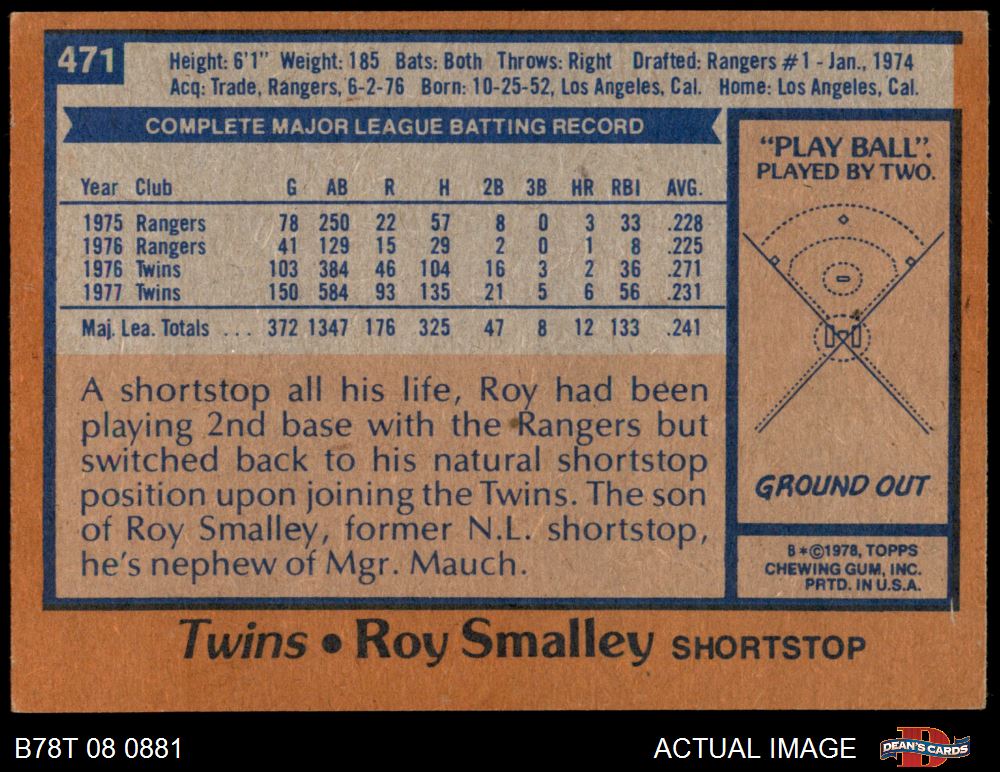 471
Height: 6'1" Weight: 185 Bats: Both Throws: Right Drafted: Rangers #1 - Jan., 1974
Acq: Trade, Rangers, 6-2-76 Born: 10-25-52, Los Angeles, Cal. Home: Los Angeles, Cal.
COMPLETE MAJOR LEAGUE BATTING RECORD
Year Club G AB R H 2B 3B HR RBI AVG.
1975 Rangers 78 250 22 57 8 0 3 33 .228
1976 Rangers 41 129 15 29 2 0 1 8 .225
1976 Twins 103 384 46 104 16 3 2 36 .271
1977 Twins 150 584 93 135 21 5 6 56 .231
Maj. Lea. Totals . . . 372 1347 176 325 47 8 12 133 .241
A shortstop all his life, Roy had been
playing 2nd base with the Rangers but
switched back to his natural shortstop
position upon joining the Twins. The son
of Roy Smalley, former N.L. shortstop,
he's nephew of Mgr. Mauch.
"PLAY BALL".
PLAYED BY TWO.
GROUND OUT
B*©1978, TOPPS
CHEWING GUM, INC.
PRTD. IN U.S.A.
Twins • Roy Smalley SHORTSTOP
B78T 08 0881
ACTUAL IMAGE
D
DEAN'S CARDS